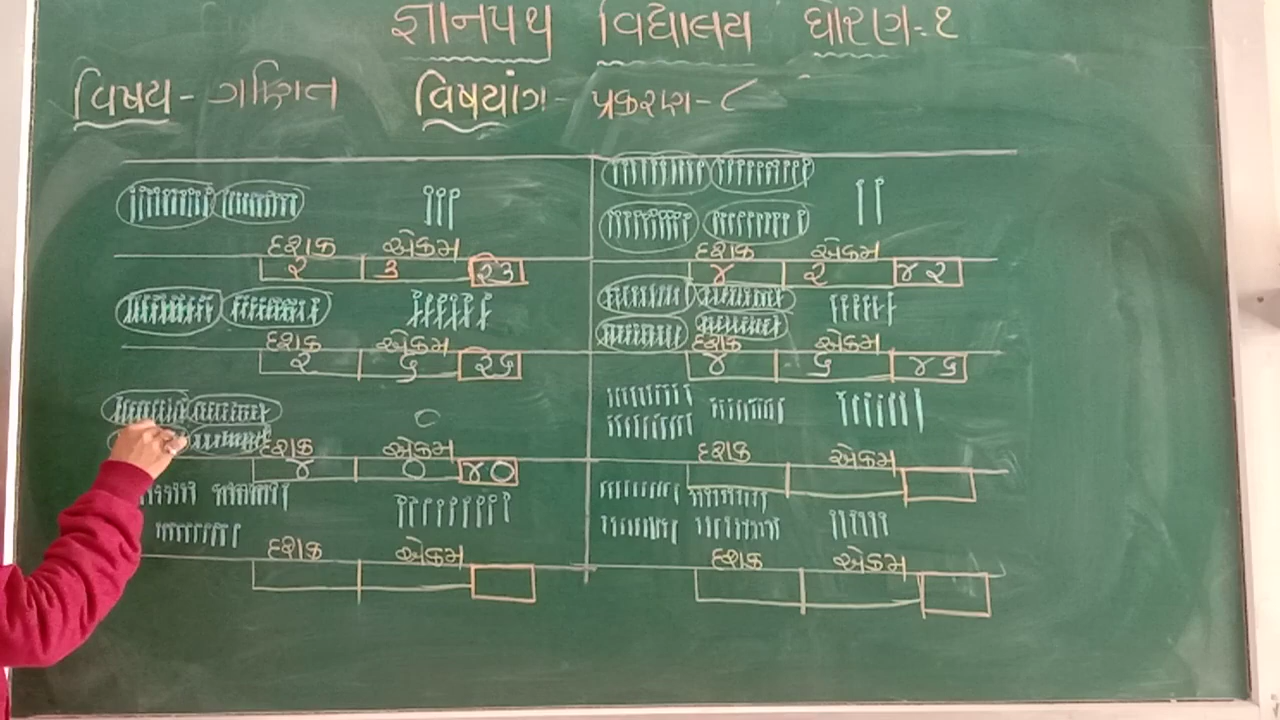 જ્ઞાનપથ વિદ્યાલય ધોરણ-૧
વિષય - ગણિત વિષયાંગ - પ્રકરણ - ૮
દશક એકમ
૨ ૩ ૨૩
દશક એકમ
૪ ૨ ૪૨
દશક એકમ
૨ ૬ ૨૬
દશક એકમ
૪ ૬ ૪૬
૦
દશક એકમ
૪ ૦ ૪૦
દશક એકમ
દશક એકમ
દશક એકમ